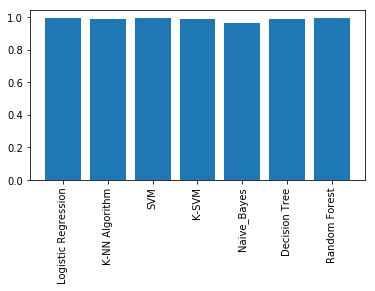 1.0
0.8
0.6
0.4
0.2
0.0
Logistic Regression
K-NN Algorithm
SVM
K-SVM
Naive_Bayes
Decision Tree
Random Forest